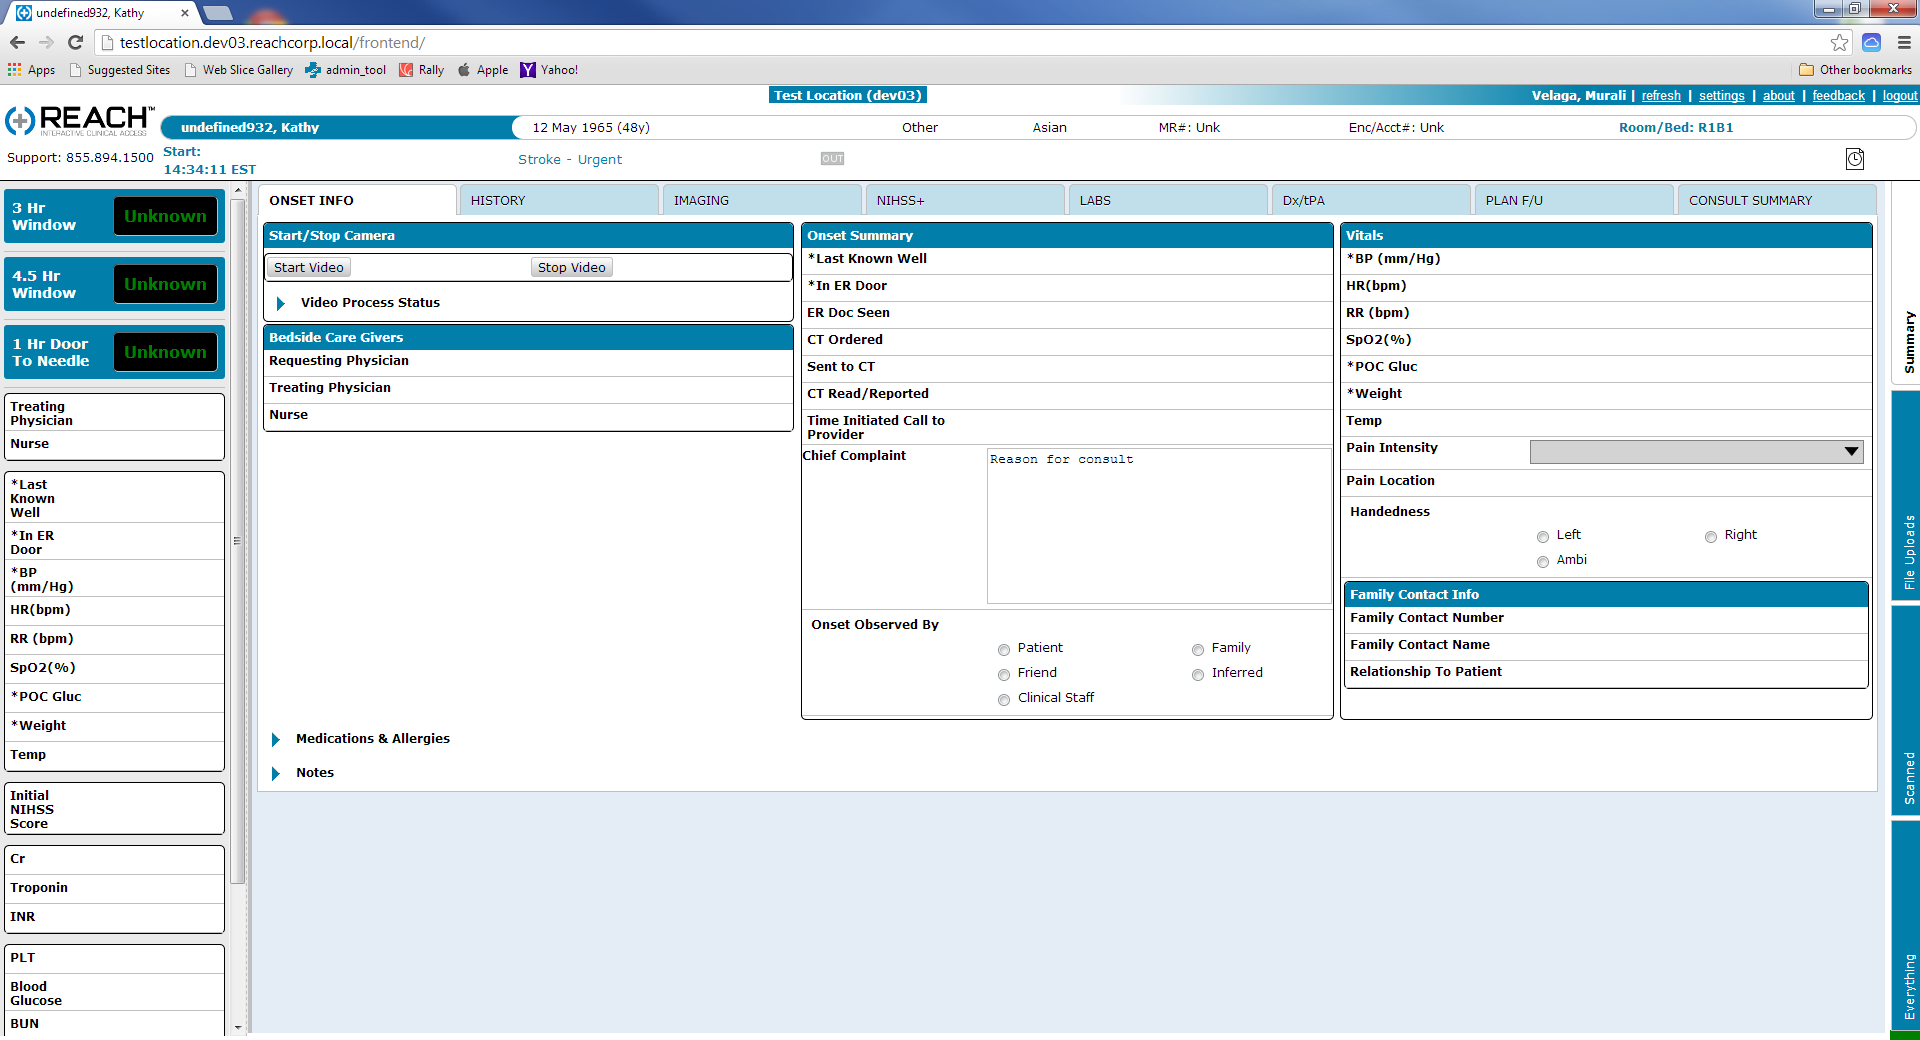 undefined932, Kathy
testlocation.dev03.reachcorp.local/frontend/
Apps Suggested Sites Web Slice Gallery admin_tool Rally Apple Yahoo! Other bookmarks
Test Location (dev03)
Velaga, Murali | refresh | settings | about | feedback | logout
REACH™
INTERACTIVE CLINICAL ACCESS
undefined932, Kathy 12 May 1965 (48y) Other Asian MR#: Unk Enc/Acct#: Unk Room/Bed: R1B1
Support: 855.894.1500
Start:
14:34:11 EST
Stroke - Urgent
OUT
3 Hr
Window
Unknown
4.5 Hr
Window
Unknown
1 Hr Door
To Needle
Unknown
Treating
Physician
Nurse
*Last
Known
Well
*In ER
Door
*BP
(mm/Hg)
HR(bpm)
RR (bpm)
SpO2(%)
*POC Gluc
*Weight
Temp
Initial
NIHSS
Score
Cr
Troponin
INR
PLT
Blood
Glucose
BUN
ONSET INFO HISTORY IMAGING NIHSS+ LABS Dx/tPA PLAN F/U CONSULT SUMMARY
Start/Stop Camera
Start Video Stop Video
Video Process Status
Bedside Care Givers
Requesting Physician
Treating Physician
Nurse
Onset Summary
*Last Known Well
*In ER Door
ER Doc Seen
CT Ordered
Sent to CT
CT Read/Reported
Time Initiated Call to
Provider
Chief Complaint
Reason for consult
Onset Observed By
Patient Family
Friend Inferred
Clinical Staff
Vitals
*BP (mm/Hg)
HR(bpm)
RR (bpm)
SpO2(%)
*POC Gluc
*Weight
Temp
Pain Intensity
Pain Location
Handedness
Left Right
Ambi
Family Contact Info
Family Contact Number
Family Contact Name
Relationship To Patient
Medications & Allergies
Notes
Summary
File Uploads
Scanned
Everything